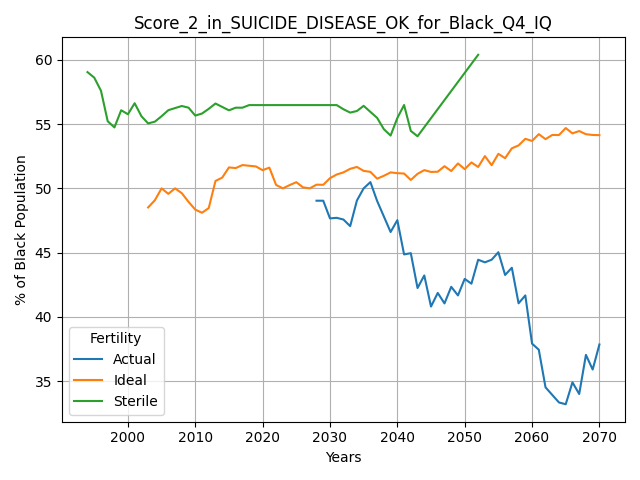 Score_2_in_SUICIDE_DISEASE_OK_for_Black_Q4_IQ
% of Black Population
60
55
50
45
40
35
Fertility
Actual
Ideal
Sterile
2000 2010 2020 2030 2040 2050 2060 2070
Years